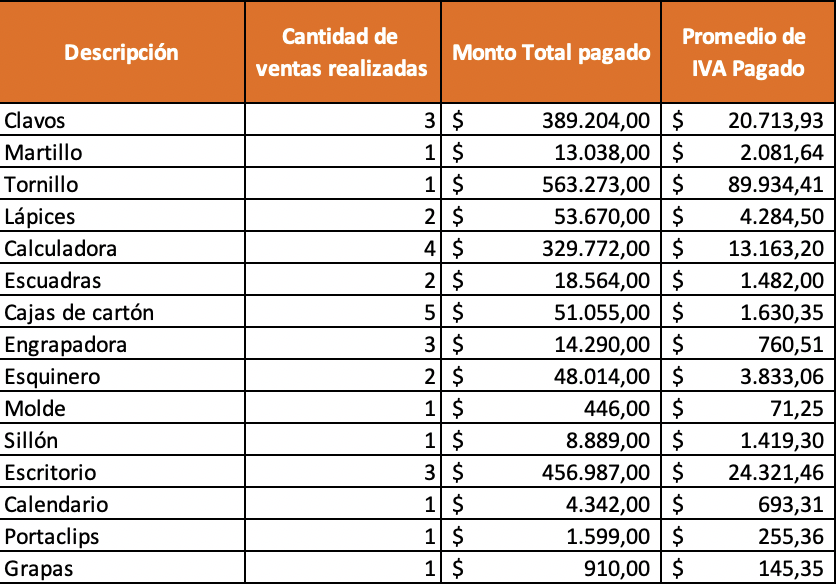 Descripción Cantidad de ventas realizadas Monto Total pagado Promedio de IVA Pagado
Clavos 3 $ 389.204,00 $ 20.713,93
Martillo 1 $ 13.038,00 $ 2.081,64
Tornillo 1 $ 563.273,00 $ 89.934,41
Lápices 2 $ 53.670,00 $ 4.284,50
Calculadora 4 $ 329.772,00 $ 13.163,20
Escuadras 2 $ 18.564,00 $ 1.482,00
Cajas de cartón 5 $ 51.055,00 $ 1.630,35
Engrapadora 3 $ 14.290,00 $ 760,51
Esquinero 2 $ 48.014,00 $ 3.833,06
Molde 1 $ 446,00 $ 71,25
Sillón 1 $ 8.889,00 $ 1.419,30
Escritorio 3 $ 456.987,00 $ 24.321,46
Calendario 1 $ 4.342,00 $ 693,31
Portaclips 1 $ 1.599,00 $ 255,36
Grapas 1 $ 910,00 $ 145,35